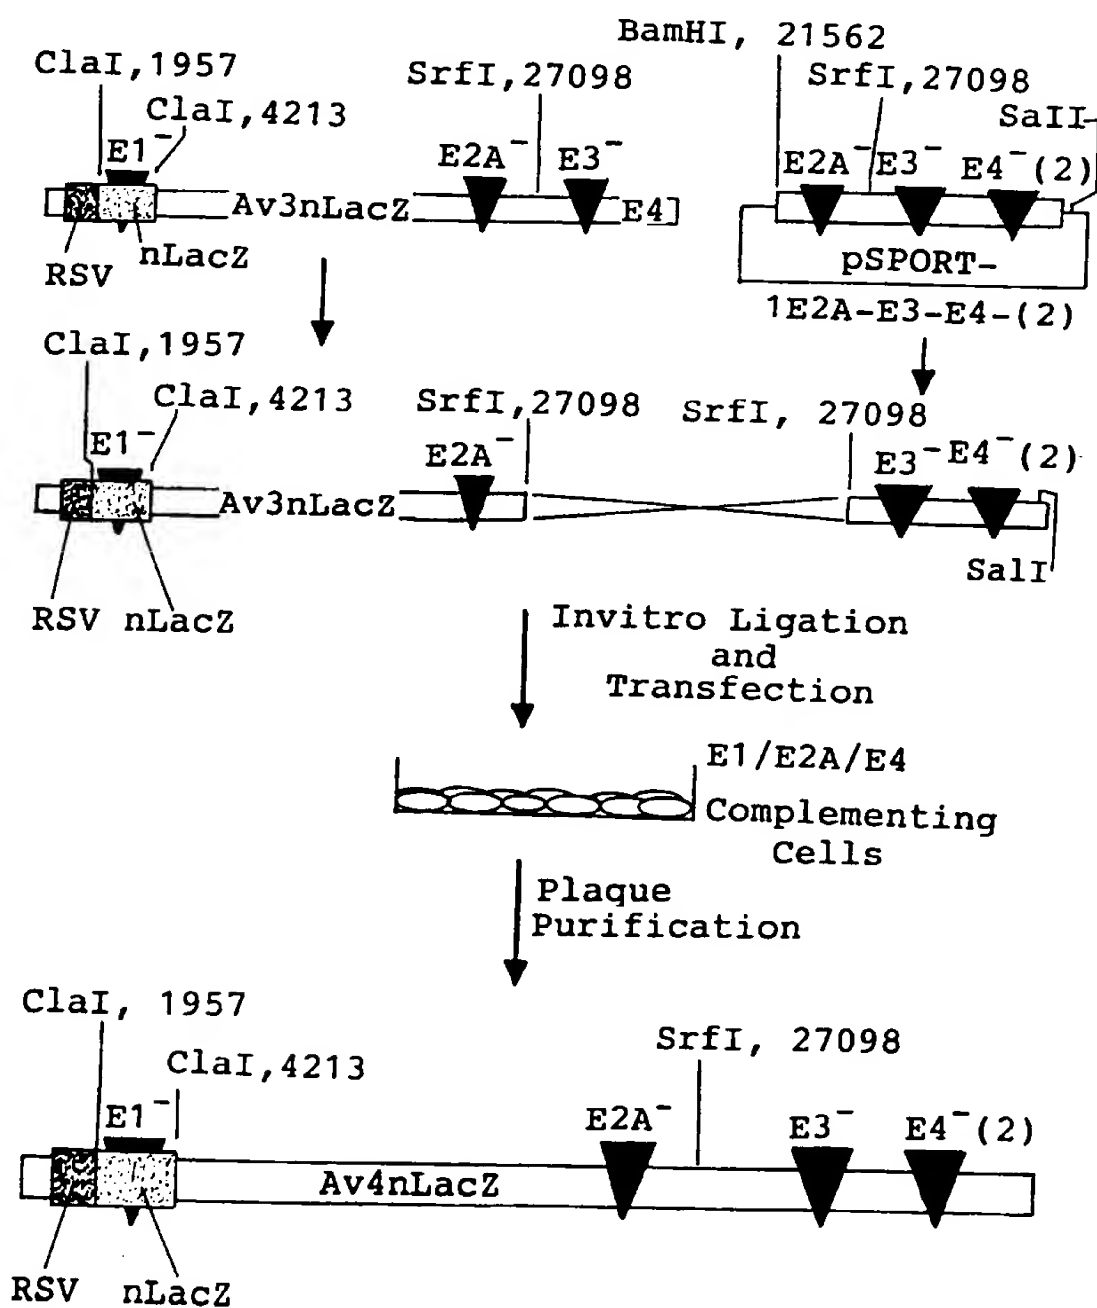 BamHI, 21562
ClaI,1957
SrfI,27098
SrfI,27098
ClaI,4213
SaII
E1⁻
E2A⁻
E3⁻
E2A⁻
E3⁻
E4⁻(2)
Av3nLacZ
E4
RSV
nLacZ
pSPORT-
1E2A-E3-E4-(2)
ClaI,1957
ClaI,4213
SrfI,27098
SrfI, 27098
E1⁻
E2A⁻
E3⁻
E4⁻(2)
Av3nLacZ
SalI
RSV
nLacZ
Invitro Ligation
and
Transfection
E1/E2A/E4
Complementing
Cells
Plaque
Purification
ClaI, 1957
SrfI, 27098
ClaI,4213
E1⁻
E2A⁻
E3⁻
E4⁻(2)
Av4nLacZ
RSV
nLacZ